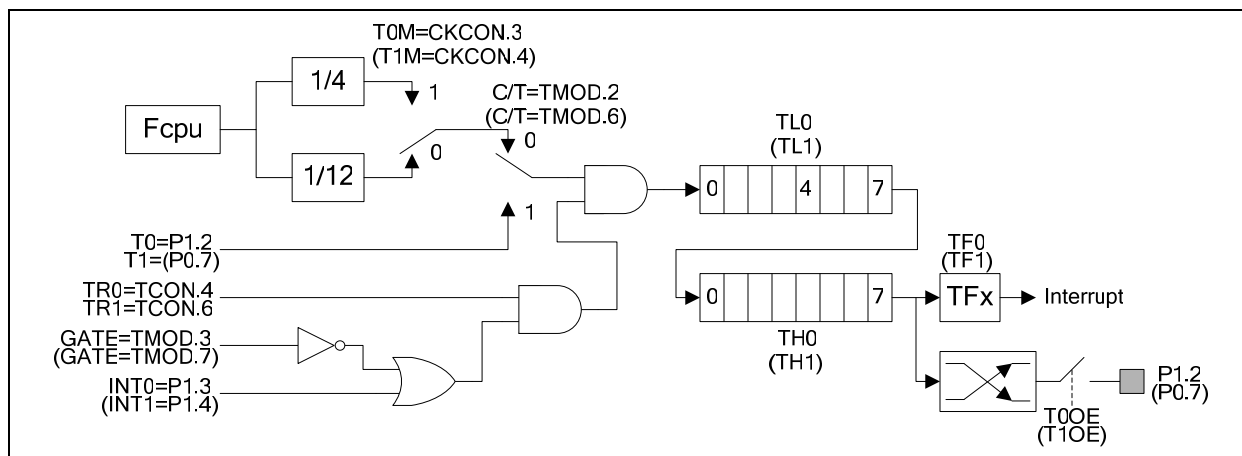 T0M=CKCON.3
(T1M=CKCON.4)
1/4
1
C/T=TMOD.2
(C/T=TMOD.6)
Fcpu
0
0
TL0
(TL1)
1/12
0 4 7
1
T0=P1.2
T1=(P0.7)
TF0
(TF1)
TR0=TCON.4
TR1=TCON.6
0 7
TFx
Interrupt
GATE=TMOD.3
(GATE=TMOD.7)
TH0
(TH1)
INT0=P1.3
(INT1=P1.4)
P1.2
(P0.7)
T0OE
(T1OE)